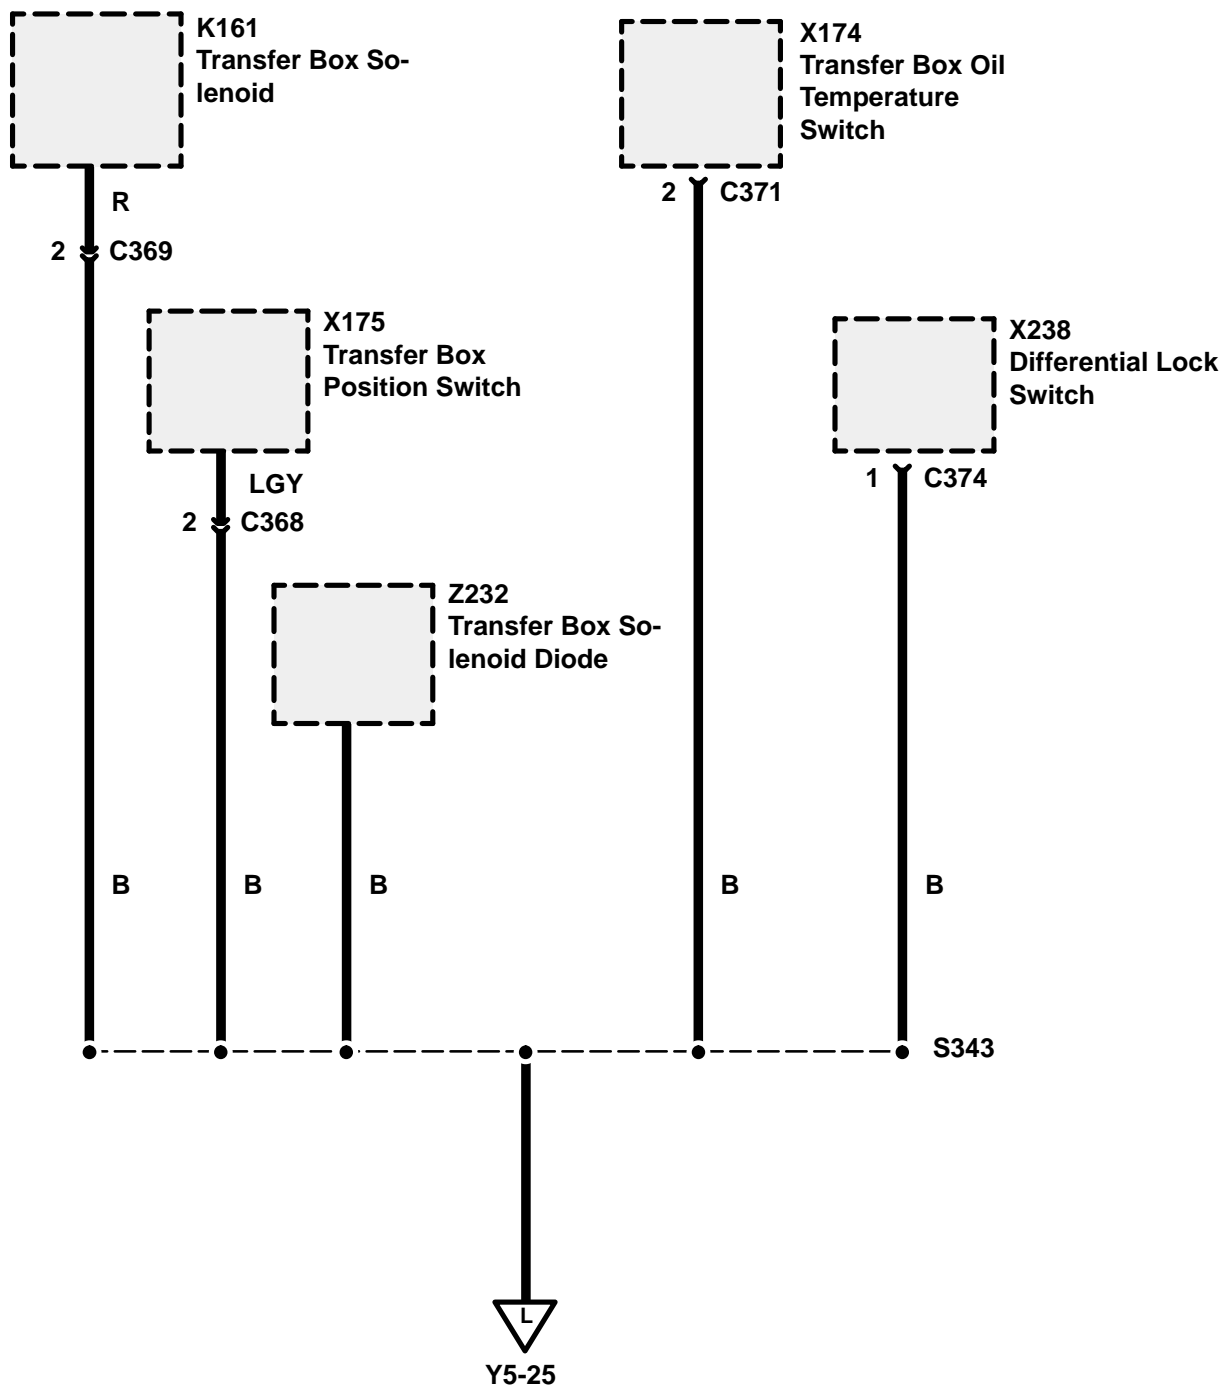 K161
Transfer Box So-
lenoid
X174
Transfer Box Oil
Temperature
Switch
R
2 C369
2 C371
X175
Transfer Box
Position Switch
X238
Differential Lock
Switch
LGY
2 C368
1 C374
Z232
Transfer Box So-
lenoid Diode
B B B B B
S343
L
Y5-25